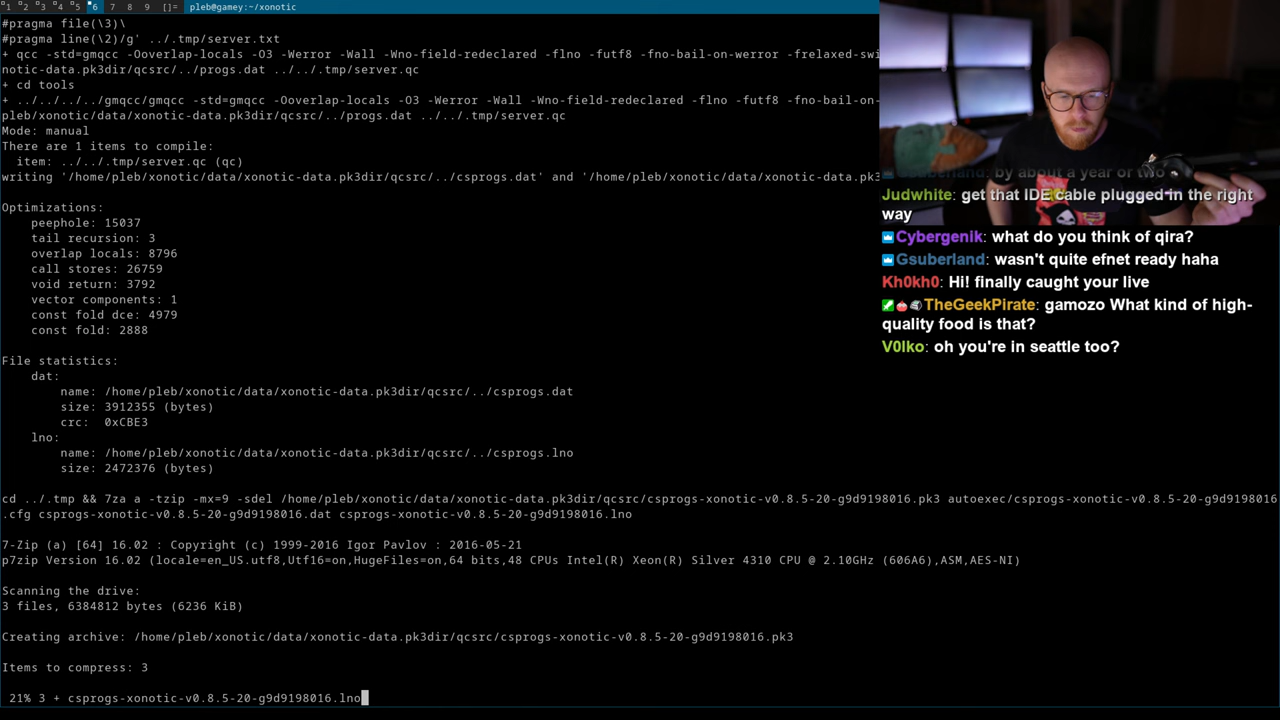 1 2 3 4 5 6 7 8 9 []= pleb@gamey:~/xonotic
#pragma file(\3)\
#pragma line(\2)/g' ../.tmp/server.txt
+ qcc -std=gmqcc -Ooverlap-locals -O3 -Werror -Wall -Wno-field-redeclared -flno -futf8 -fno-bail-on-werror -frelaxed-swi
notic-data.pk3dir/qcsrc/../progs.dat ../../.tmp/server.qc
+ cd tools
+ ../../../../gmqcc/gmqcc -std=gmqcc -Ooverlap-locals -O3 -Werror -Wall -Wno-field-redeclared -flno -futf8 -fno-bail-on-
pleb/xonotic/data/xonotic-data.pk3dir/qcsrc/../progs.dat ../../.tmp/server.qc
Mode: manual
There are 1 items to compile:
item: ../../.tmp/server.qc (qc)
writing '/home/pleb/xonotic/data/xonotic-data.pk3dir/qcsrc/../csprogs.dat' and '/home/pleb/xonotic/data/xonotic-data.pk3
Optimizations:
peephole: 15037
tail recursion: 3
overlap locals: 8796
call stores: 26759
void return: 3792
vector components: 1
const fold dce: 4979
const fold: 2888
File statistics:
dat:
name: /home/pleb/xonotic/data/xonotic-data.pk3dir/qcsrc/../csprogs.dat
size: 3912355 (bytes)
crc: 0xCBE3
lno:
name: /home/pleb/xonotic/data/xonotic-data.pk3dir/qcsrc/../csprogs.lno
size: 2472376 (bytes)
cd ../.tmp && 7za a -tzip -mx=9 -sdel /home/pleb/xonotic/data/xonotic-data.pk3dir/qcsrc/csprogs-xonotic-v0.8.5-20-g9d9198016.pk3 autoexec/csprogs-xonotic-v0.8.5-20-g9d9198016
.cfg csprogs-xonotic-v0.8.5-20-g9d9198016.dat csprogs-xonotic-v0.8.5-20-g9d9198016.lno
7-Zip (a) [64] 16.02 : Copyright (c) 1999-2016 Igor Pavlov : 2016-05-21
p7zip Version 16.02 (locale=en_US.utf8,Utf16=on,HugeFiles=on,64 bits,48 CPUs Intel(R) Xeon(R) Silver 4310 CPU @ 2.10GHz (606A6),ASM,AES-NI)
Scanning the drive:
3 files, 6384812 bytes (6236 KiB)
Creating archive: /home/pleb/xonotic/data/xonotic-data.pk3dir/qcsrc/csprogs-xonotic-v0.8.5-20-g9d9198016.pk3
Items to compress: 3
21% 3 + csprogs-xonotic-v0.8.5-20-g9d9198016.lno
Gsuberland: by about a year or two
Judwhite: get that IDE cable plugged in the right
way
Cybergenik: what do you think of qira?
Gsuberland: wasn't quite efnet ready haha
Kh0kh0: Hi! finally caught your live
TheGeekPirate: gamozo What kind of high-
quality food is that?
V0lko: oh you're in seattle too?